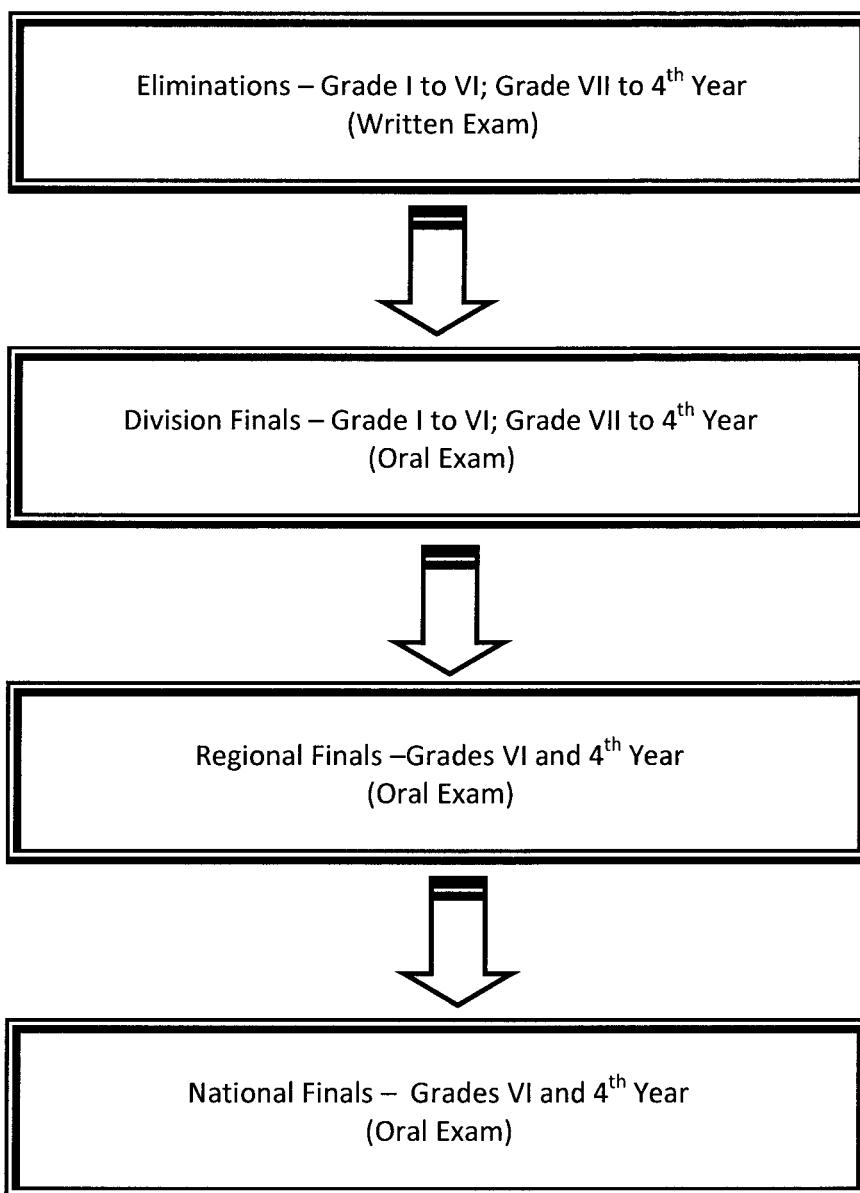 Eliminations – Grade I to VI; Grade VII to 4th Year
(Written Exam)
Division Finals – Grade I to VI; Grade VII to 4th Year
(Oral Exam)
Regional Finals –Grades VI and 4th Year
(Oral Exam)
National Finals – Grades VI and 4th Year
(Oral Exam)